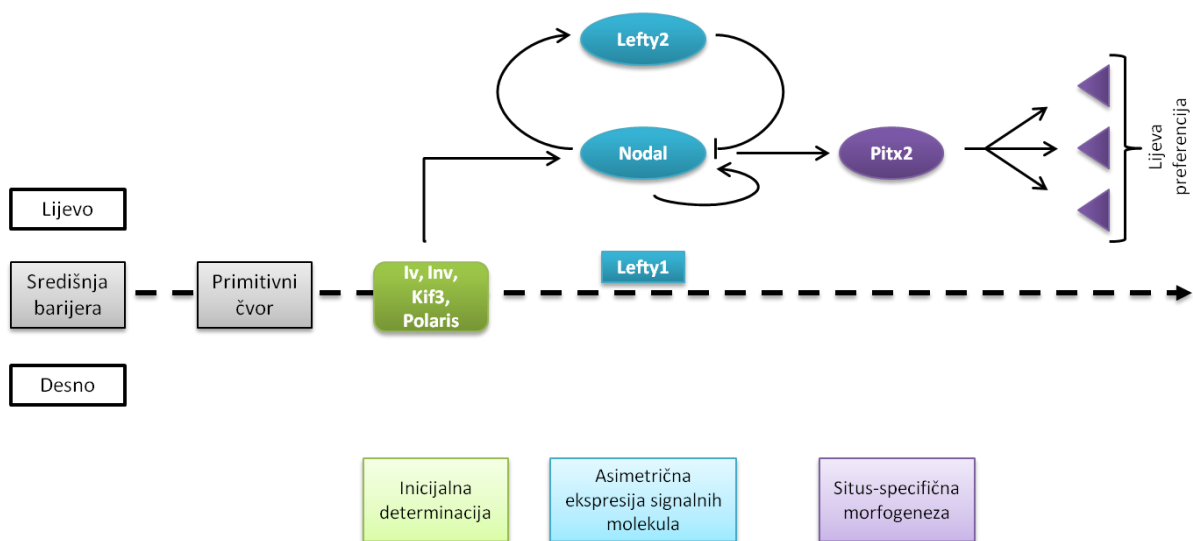 Lefty2
Nodal
Pitx2
Lijeva
preferencija
Lijevo
Središnja
barijera
Primitivni
čvor
Iv, Inv,
Kif3,
Polaris
Lefty1
Desno
Inicijalna
determinacija
Asimetrična
ekspresija signalnih
molekula
Situs-specifična
morfogeneza